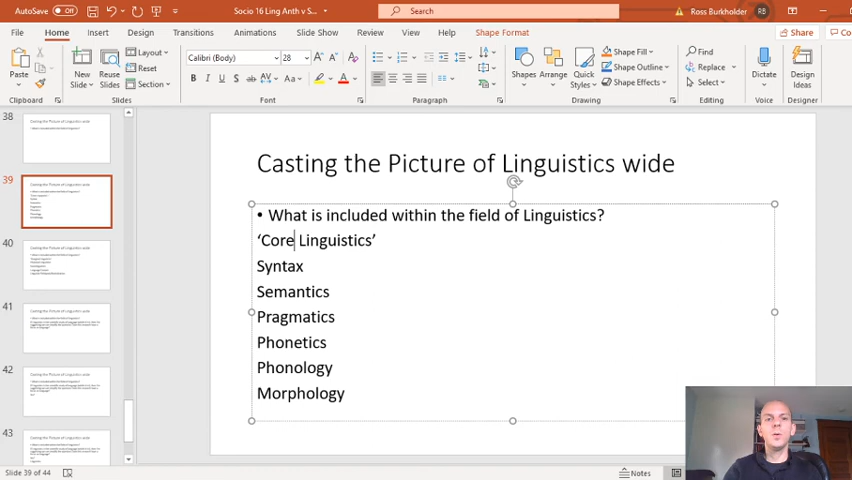 AutoSave Off Socio 16 Ling Anth v S... Search Ross Burkholder RB
File Home Insert Design Transitions Animations Slide Show Review View Help Shape Format Share Co
Paste New Slide Reuse Slides Layout Reset Section Calibri (Body) 28 Shapes Arrange Quick Styles Shape Fill Shape Outline Shape Effects Find Replace Select Dictate Design Ideas
B I U S ab AV Aa A
Clipboard Slides Font Paragraph Drawing Editing Voice Designer
38
39
40
41
42
43
Casting the Picture of Linguistics wide
• What is included within the field of Linguistics?
‘Core Linguistics’
Syntax
Semantics
Pragmatics
Phonetics
Phonology
Morphology
Slide 39 of 44 Notes